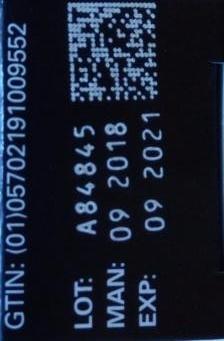 GTIN: (01)05702191009552
LOT: A84845
MAN: 09 2018
EXP: 09 2021